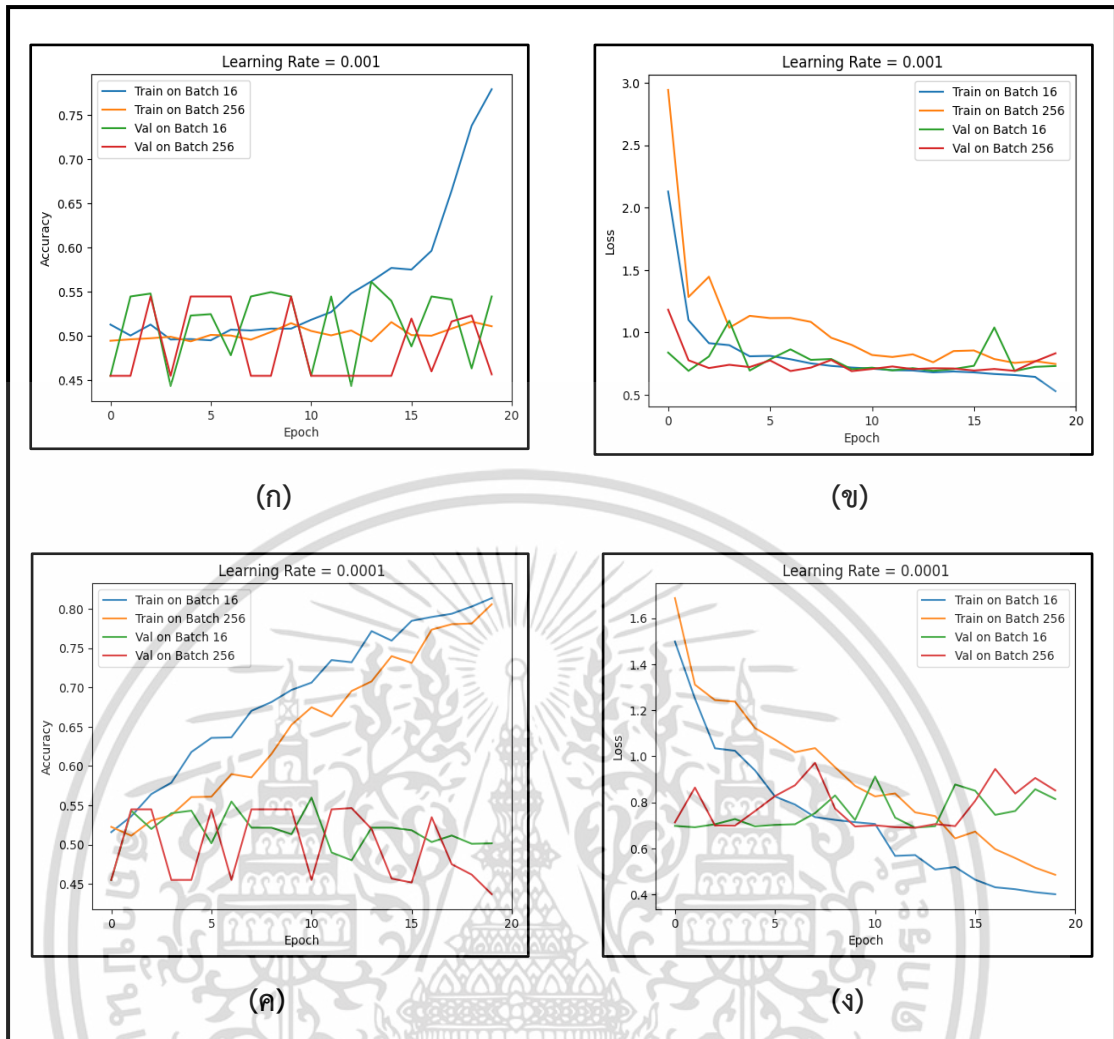 Learning Rate = 0.001
Train on Batch 16
Train on Batch 256
Val on Batch 16
Val on Batch 256
Accuracy
0.75
0.70
0.65
0.60
0.55
0.50
0.45
0 5 10 15 20
Epoch
(ก)
Learning Rate = 0.001
Train on Batch 16
Train on Batch 256
Val on Batch 16
Val on Batch 256
Loss
3.0
2.5
2.0
1.5
1.0
0.5
0 5 10 15 20
Epoch
(ข)
Learning Rate = 0.0001
Train on Batch 16
Train on Batch 256
Val on Batch 16
Val on Batch 256
Accuracy
0.80
0.75
0.70
0.65
0.60
0.55
0.50
0.45
0 5 10 15 20
Epoch
(ค)
Learning Rate = 0.0001
Train on Batch 16
Train on Batch 256
Val on Batch 16
Val on Batch 256
Loss
1.6
1.4
1.2
1.0
0.8
0.6
0.4
0 5 10 15 20
Epoch
(ง)